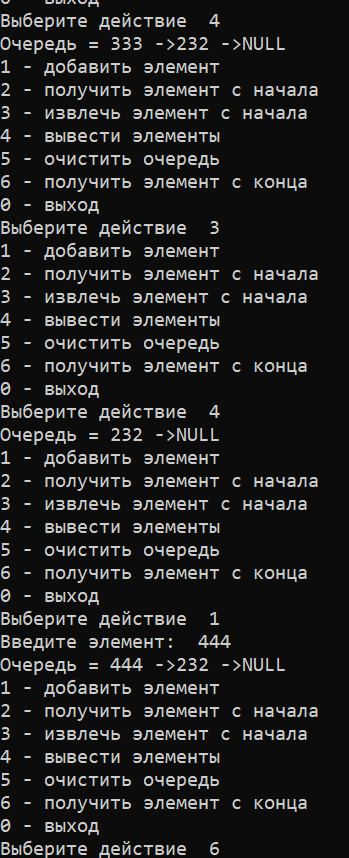 0 - выход
Выберите действие  4
Очередь = 333 ->232 ->NULL
1 - добавить элемент
2 - получить элемент с начала
3 - извлечь элемент с начала
4 - вывести элементы
5 - очистить очередь
6 - получить элемент с конца
0 - выход
Выберите действие  3
1 - добавить элемент
2 - получить элемент с начала
3 - извлечь элемент с начала
4 - вывести элементы
5 - очистить очередь
6 - получить элемент с конца
0 - выход
Выберите действие  4
Очередь = 232 ->NULL
1 - добавить элемент
2 - получить элемент с начала
3 - извлечь элемент с начала
4 - вывести элементы
5 - очистить очередь
6 - получить элемент с конца
0 - выход
Выберите действие  1
Введите элемент:  444
Очередь = 444 ->232 ->NULL
1 - добавить элемент
2 - получить элемент с начала
3 - извлечь элемент с начала
4 - вывести элементы
5 - очистить очередь
6 - получить элемент с конца
0 - выход
Выберите действие  6